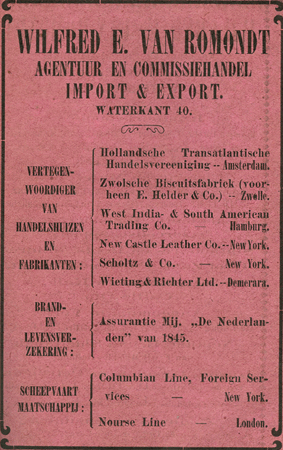 WILFRED E. VAN ROMONDT
AGENTUUR EN COMMISSIEHANDEL
IMPORT & EXPORT.
WATERKANT 40.
VERTEGEN-
WOORDIGER
VAN
HANDELSHUIZEN
EN
FABRIKANTEN:
Hollandsche Transatlantische
Handelsvereeniging -- Amsterdam.
Zwolsche Biscuitsfabriek (voor-
heen E. Helder & Co.) -- Zwolle.
West India- & South American
Trading Co. — Hamburg.
New Castle Leather Co. -- New York.
Scholtz & Co. — New York.
Wieting & Richter Ltd. -- Demerara.
BRAND-
EN
LEVENSVER-
ZEKERING:
Assurantie Mij. „De Nederlan-
den” van 1845.
SCHEEPVAART
MAATSCHAPPIJ:
Columbian Line, Foreign Ser-
vices — New York.
Nourse Line — London.